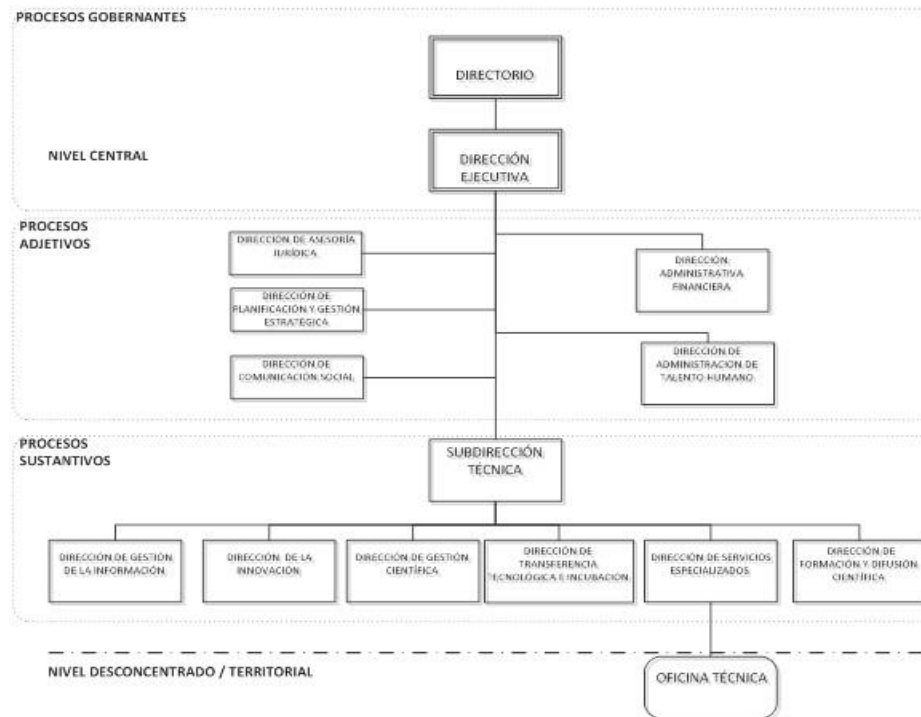 PROCESOS GOBERNANTES
DIRECTORIO
NIVEL CENTRAL
DIRECCIÓN
EJECUTIVA
PROCESOS
ADJETIVOS
DIRECCIÓN DE ASESORÍA
JURÍDICA
DIRECCIÓN
ADMINISTRATIVA
FINANCIERA
DIRECCIÓN DE
PLANIFICACIÓN Y GESTIÓN
ESTRATÉGICA
DIRECCIÓN DE
COMUNICACIÓN SOCIAL
DIRECCIÓN DE
ADMINISTRACION DE
TALENTO HUMANO
PROCESOS
SUSTANTIVOS
SUBDIRECCIÓN
TÉCNICA
DIRECCIÓN DE GESTIÓN
DE LA INFORMACIÓN
DIRECCIÓN DE LA
INNOVACIÓN
DIRECCIÓN DE GESTIÓN
CIENTÍFICA
DIRECCIÓN DE
TRANSFERENCIA
TECNOLÓGICA E INCUBACIÓN
DIRECCIÓN DE SERVICIOS
ESPECIALIZADOS
DIRECCIÓN DE
FORMACIÓN Y DIFUSIÓN
CIENTÍFICA
NIVEL DESCONCENTRADO / TERRITORIAL
OFICINA TÉCNICA